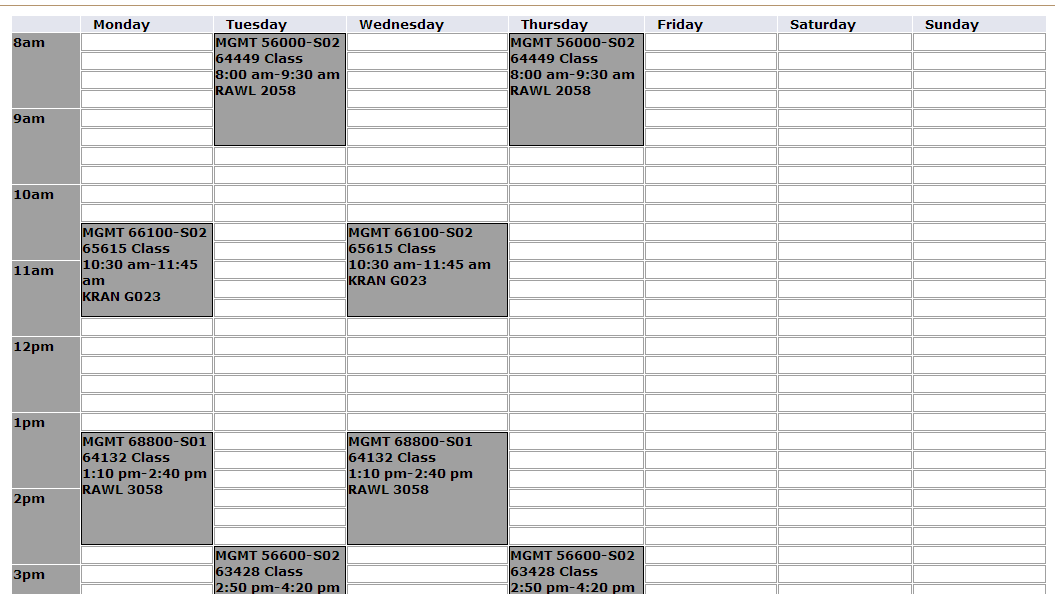 Monday Tuesday Wednesday Thursday Friday Saturday Sunday
8am
MGMT 56000-S02
64449 Class
8:00 am-9:30 am
RAWL 2058
MGMT 56000-S02
64449 Class
8:00 am-9:30 am
RAWL 2058
9am
10am
MGMT 66100-S02
65615 Class
10:30 am-11:45
am
KRAN G023
MGMT 66100-S02
65615 Class
10:30 am-11:45 am
KRAN G023
11am
12pm
1pm
MGMT 68800-S01
64132 Class
1:10 pm-2:40 pm
RAWL 3058
MGMT 68800-S01
64132 Class
1:10 pm-2:40 pm
RAWL 3058
2pm
MGMT 56600-S02
63428 Class
2:50 pm-4:20 pm
MGMT 56600-S02
63428 Class
2:50 pm-4:20 pm
3pm